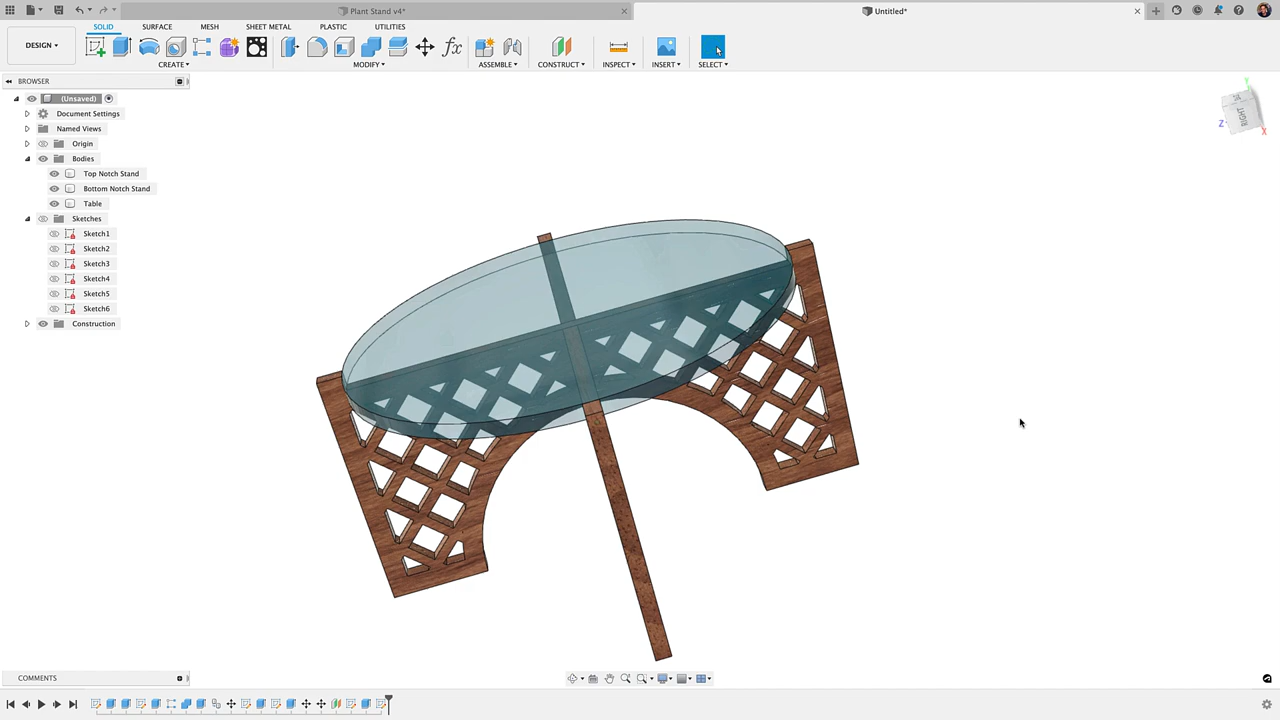 Plant Stand v4*
Untitled*
SOLID SURFACE MESH SHEET METAL PLASTIC UTILITIES
DESIGN
CREATE MODIFY ASSEMBLE CONSTRUCT INSPECT INSERT SELECT
BROWSER
(Unsaved)
Document Settings
Named Views
Origin
Bodies
Top Notch Stand
Bottom Notch Stand
Table
Sketches
Sketch1
Sketch2
Sketch3
Sketch4
Sketch5
Sketch6
Construction
Y
RIGHT
Z
X
COMMENTS